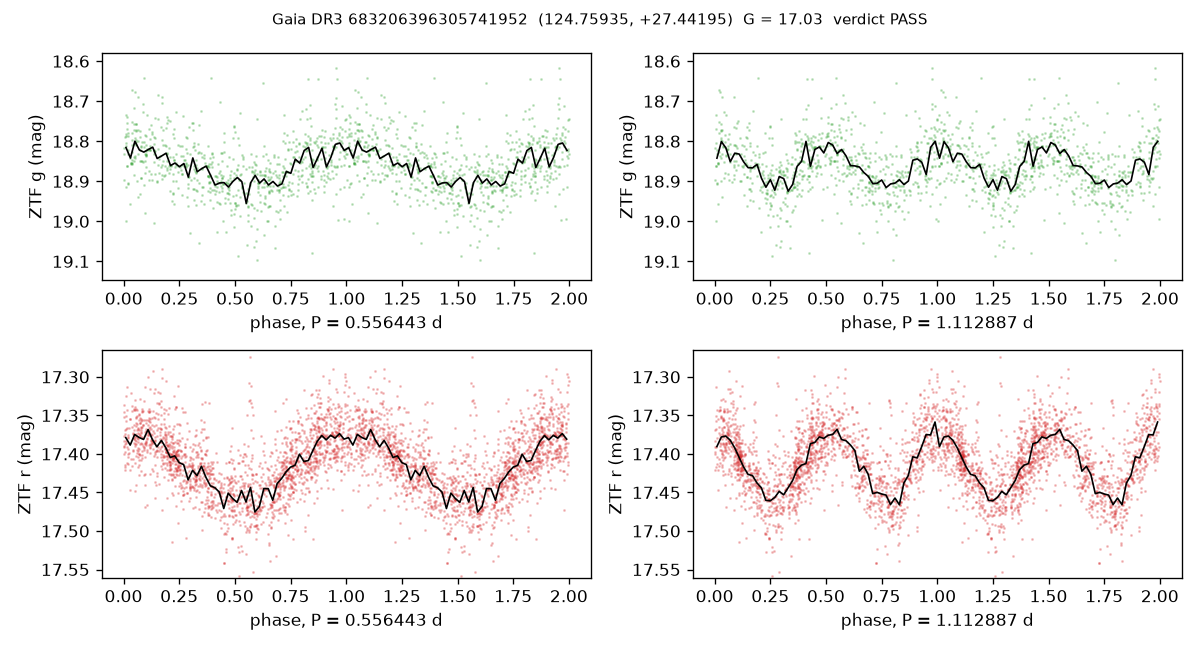 Gaia DR3 683206396305741952 (124.75935, +27.44195) G = 17.03 verdict PASS
ZTF g (mag)
18.6
18.7
18.8
18.9
19.0
19.1
0.00 0.25 0.50 0.75 1.00 1.25 1.50 1.75 2.00
phase, P = 0.556443 d
ZTF g (mag)
18.6
18.7
18.8
18.9
19.0
19.1
0.00 0.25 0.50 0.75 1.00 1.25 1.50 1.75 2.00
phase, P = 1.112887 d
ZTF r (mag)
17.30
17.35
17.40
17.45
17.50
17.55
0.00 0.25 0.50 0.75 1.00 1.25 1.50 1.75 2.00
phase, P = 0.556443 d
ZTF r (mag)
17.30
17.35
17.40
17.45
17.50
17.55
0.00 0.25 0.50 0.75 1.00 1.25 1.50 1.75 2.00
phase, P = 1.112887 d